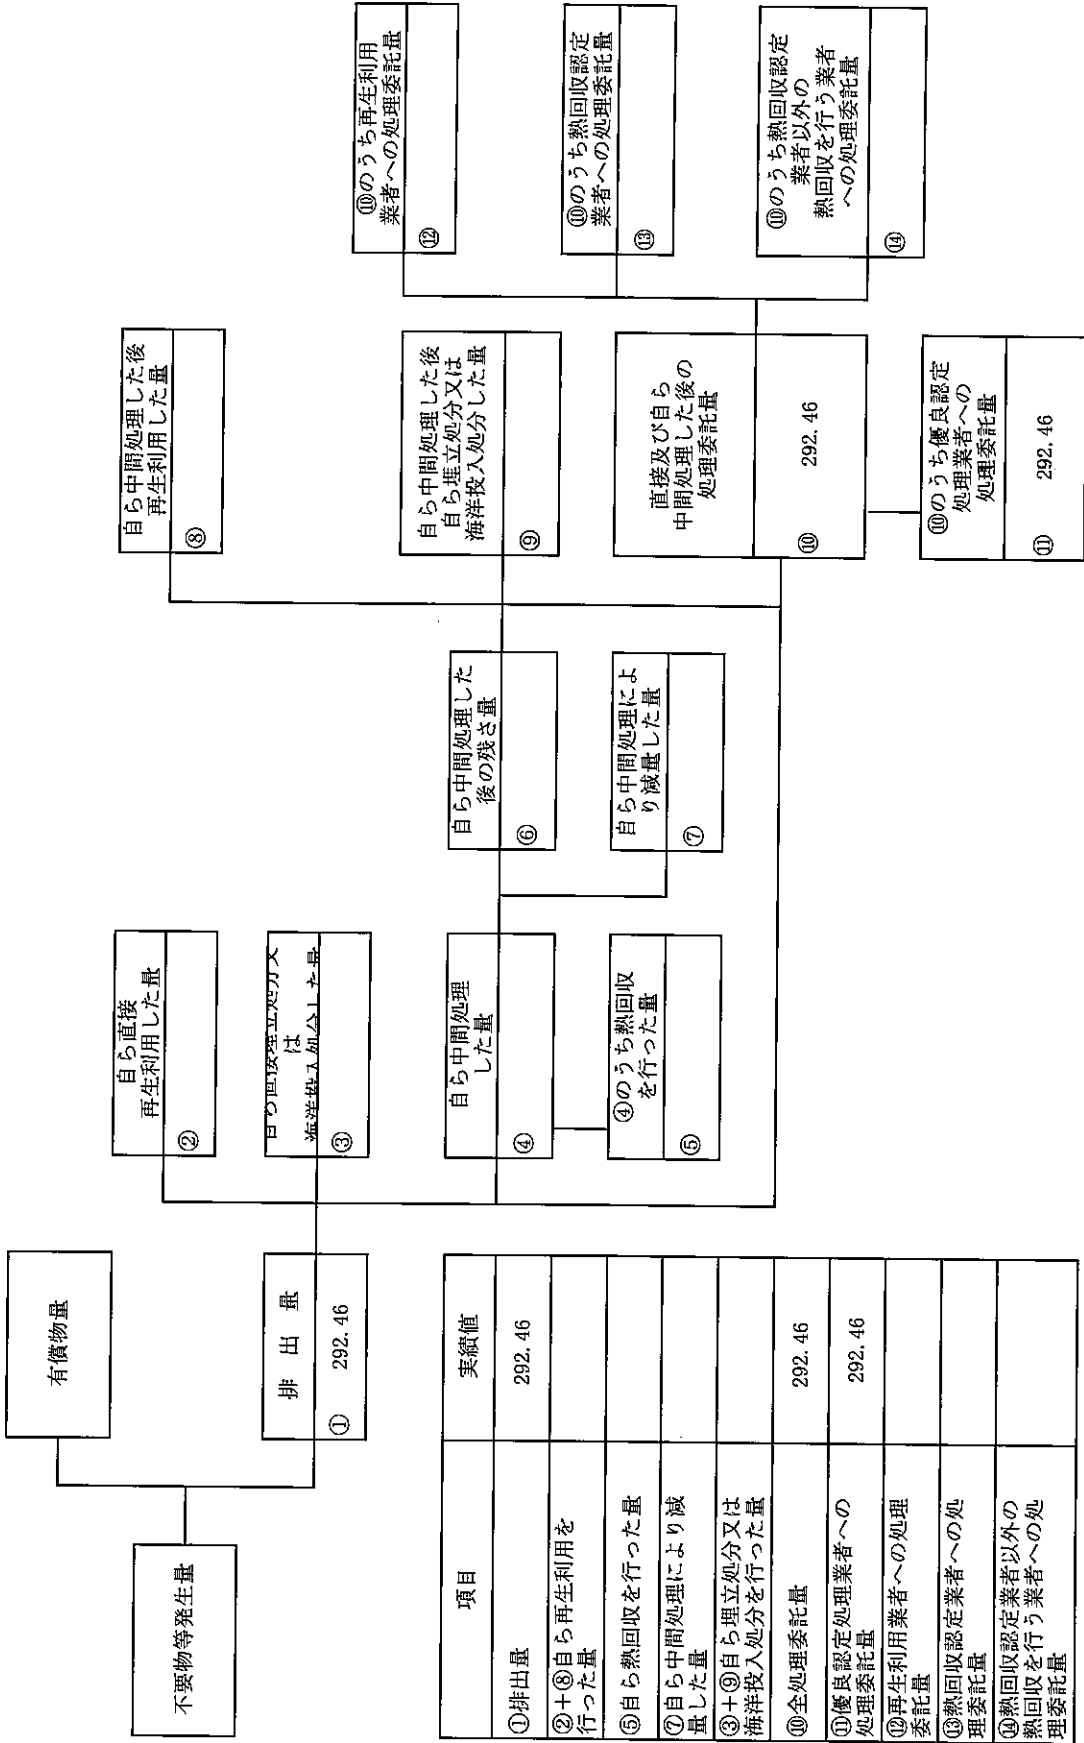 不要物等発生量
有償物量
排 出 量
① 292.46
自ら直接
再生利用した量
②
自ら直接埋立処分又
は
海洋投入処分した量
③
自ら中間処理
した量
④
④のうち熱回収
を行った量
⑤
自ら中間処理した
後の残さ量
⑥
自ら中間処理によ
り減量した量
⑦
自ら中間処理した後
再生利用した量
⑧
自ら中間処理した後
自ら埋立処分又は
海洋投入処分した量
⑨
直接及び自ら
中間処理した後の
処理委託量
⑩ 292.46
⑩のうち優良認定
処理業者への
処理委託量
⑪ 292.46
⑩のうち再生利用
業者への処理委託量
⑫
⑩のうち熱回収認定
業者への処理委託量
⑬
⑩のうち熱回収認定
業者以外の
熱回収を行う業者
への処理委託量
⑭
項目 実績値
①排出量 292.46
②+⑧自ら再生利用を
行った量
⑤自ら熱回収を行った量
⑦自ら中間処理により減
量した量
③+⑨自ら埋立処分又は
海洋投入処分を行った量
⑩全処理委託量 292.46
⑪優良認定処理業者への
処理委託量 292.46
⑫再生利用業者への処理
委託量
⑬熱回収認定業者への処
理委託量
⑭熱回収認定業者以外の
熱回収を行う業者への処
理委託量